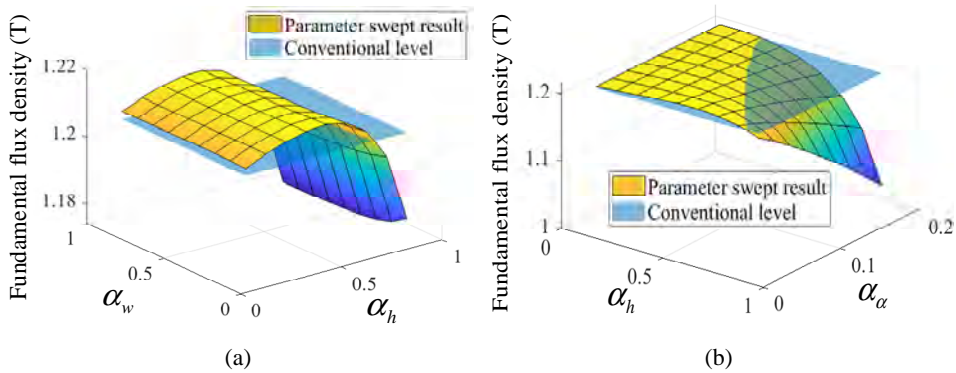 Fundamental flux density (T)
Parameter swept result
Conventional level
1.22
1.2
1.18
1
0.5
0
α_w
0
0.5
1
α_h
(a)
Fundamental flux density (T)
1.2
1.1
1
Parameter swept result
Conventional level
0
0.5
1
α_h
0
0.1
0.2
α_α
(b)